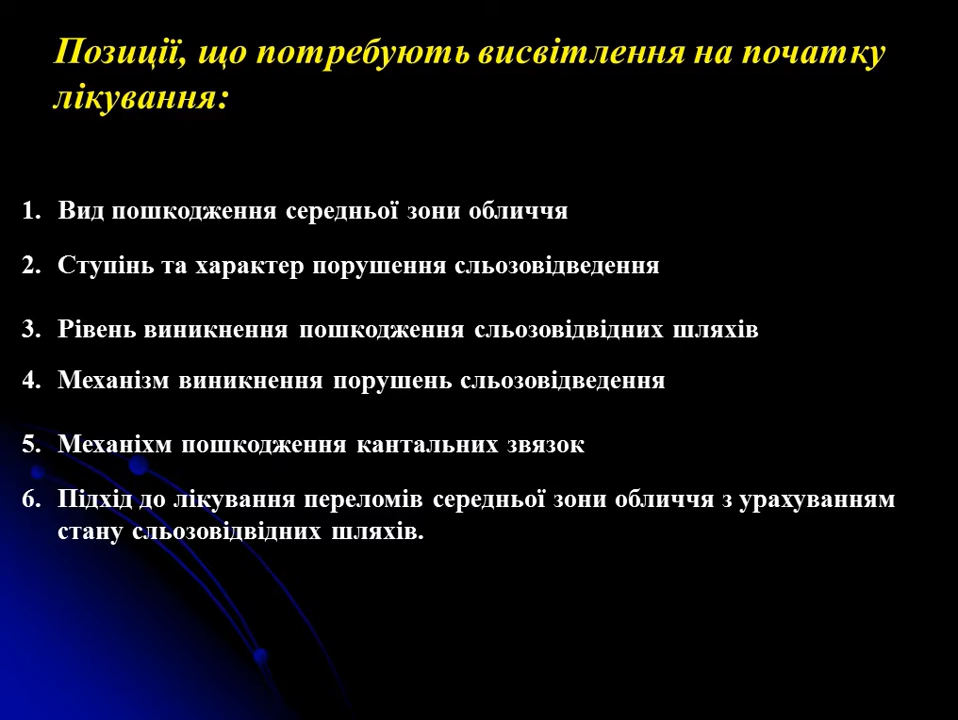 Позиції, що потребують висвітлення на початку
лікування:
1. Вид пошкодження середньої зони обличчя
2. Ступінь та характер порушення сльозовідведення
3. Рівень виникнення пошкодження сльозовідвідних шляхів
4. Механізм виникнення порушень сльозовідведення
5. Механіхм пошкодження кантальних звязок
6. Підхід до лікування переломів середньої зони обличчя з урахуванням
стану сльозовідвідних шляхів.